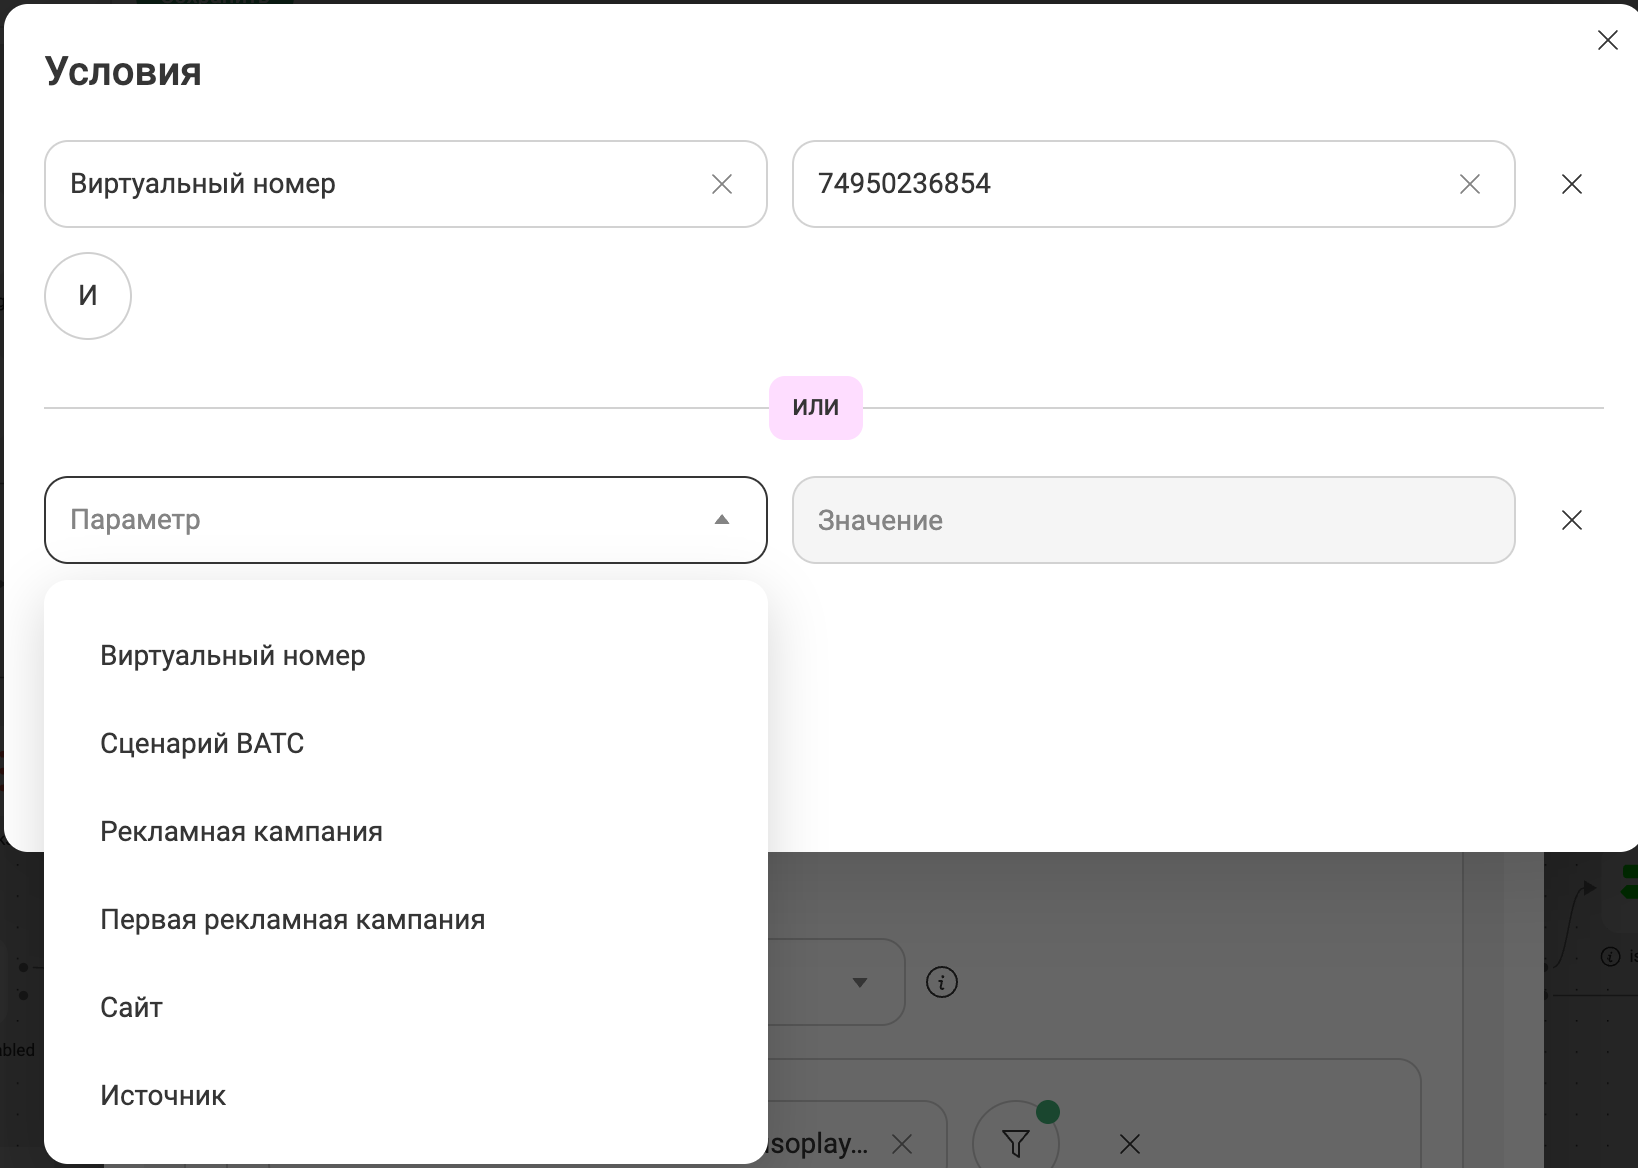 Условия
Виртуальный номер
74950236854
И
ИЛИ
Параметр
Значение
Виртуальный номер
Сценарий ВАТС
Рекламная кампания
Первая рекламная кампания
Сайт
Источник
soplay...